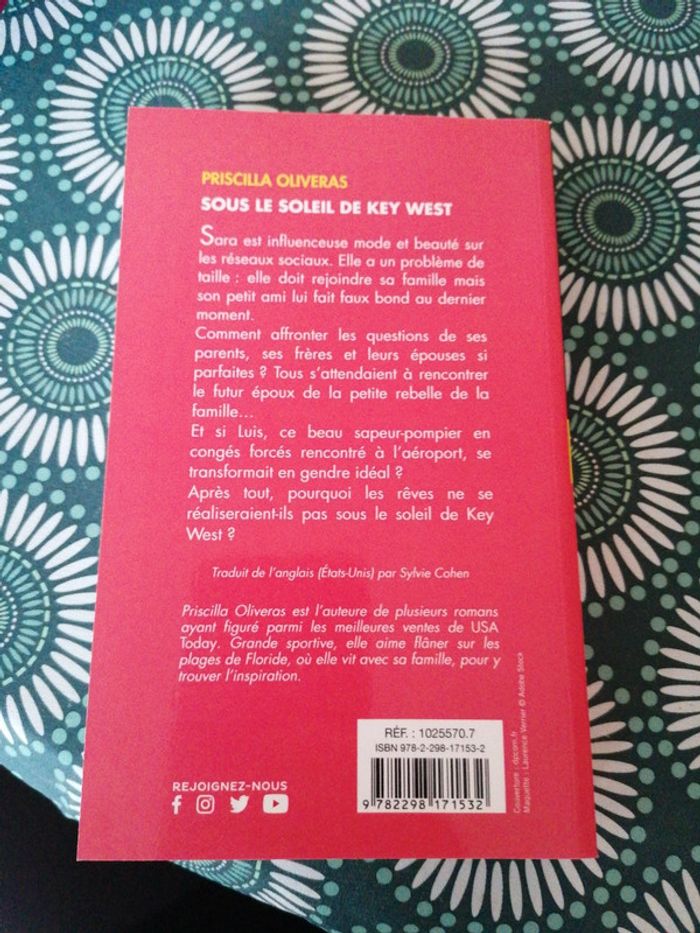 PRISCILLA OLIVERAS
SOUS LE SOLEIL DE KEY WEST
Sara est influenceuse mode et beauté sur
les réseaux sociaux. Elle a un problème de
taille : elle doit rejoindre sa famille mais
son petit ami lui fait faux bond au dernier
moment.
Comment affronter les questions de ses
parents, ses frères et leurs épouses si
parfaites ? Tous s'attendaient à rencontrer
le futur époux de la petite rebelle de la
famille...
Et si Luis, ce beau sapeur-pompier en
congés forcés rencontré à l'aéroport, se
transformait en gendre idéal ?
Après tout, pourquoi les rêves ne se
réaliseraient-ils pas sous le soleil de Key
West ?
Traduit de l'anglais (États-Unis) par Sylvie Cohen
Priscilla Oliveras est l'auteure de plusieurs romans
ayant figuré parmi les meilleures ventes de USA
Today. Grande sportive, elle aime flâner sur les
plages de Floride, où elle vit avec sa famille, pour y
trouver l'inspiration.
RÉF. : 1025570.7
ISBN 978-2-298-17153-2
9 782298 171532
REJOIGNEZ-NOUS
Couverture : dpcom.fr
Maquette : Laurence Verrier © Adobe Stock